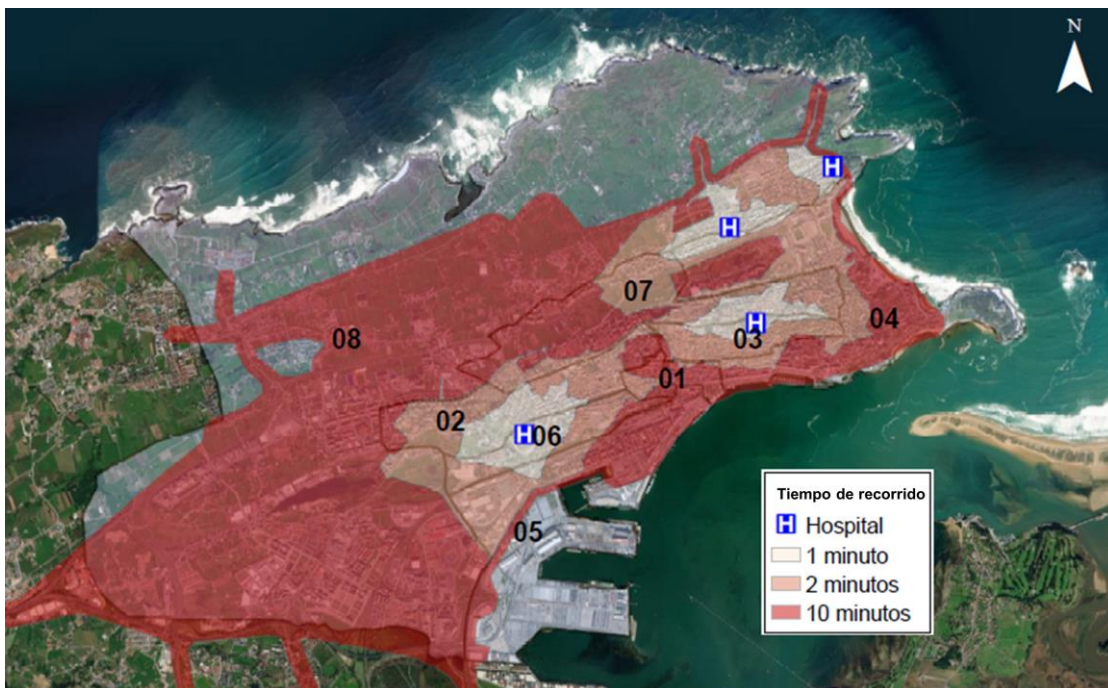 N
H
H
07
08
H
04
03
01
02
H 06
05
Tiempo de recorrido
H Hospital
1 minuto
2 minutos
10 minutos